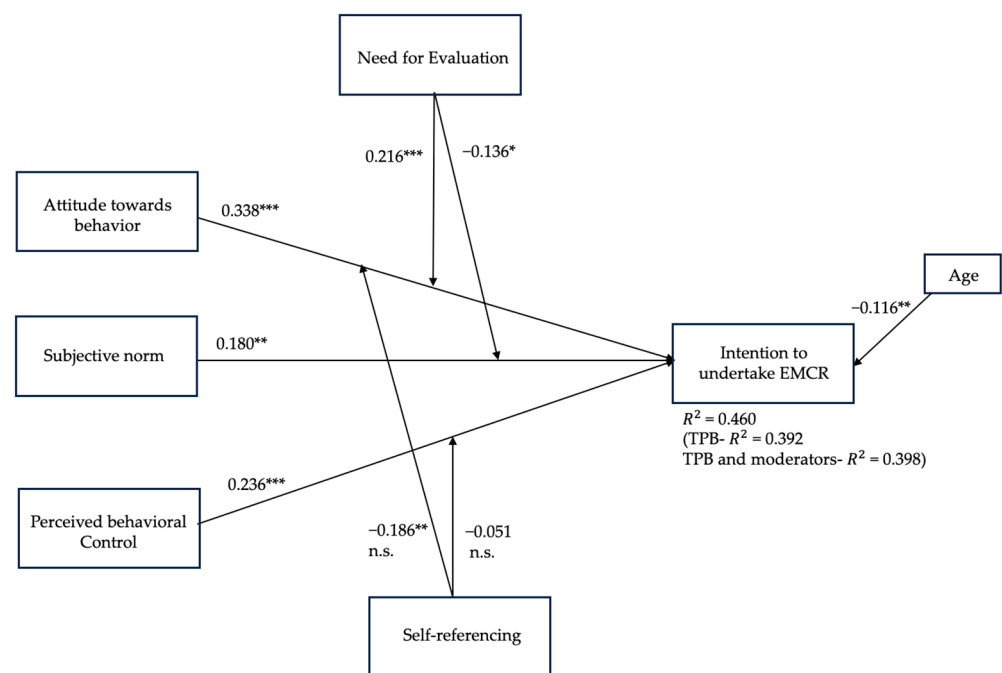 Need for Evaluation
0.216***
−0.136*
Attitude towards
behavior
0.338***
Age
−0.116**
Subjective norm
0.180**
Intention to
undertake EMCR
R² = 0.460
(TPB- R² = 0.392
TPB and moderators- R² = 0.398)
Perceived behavioral
Control
0.236***
−0.186**
n.s.
−0.051
n.s.
Self-referencing